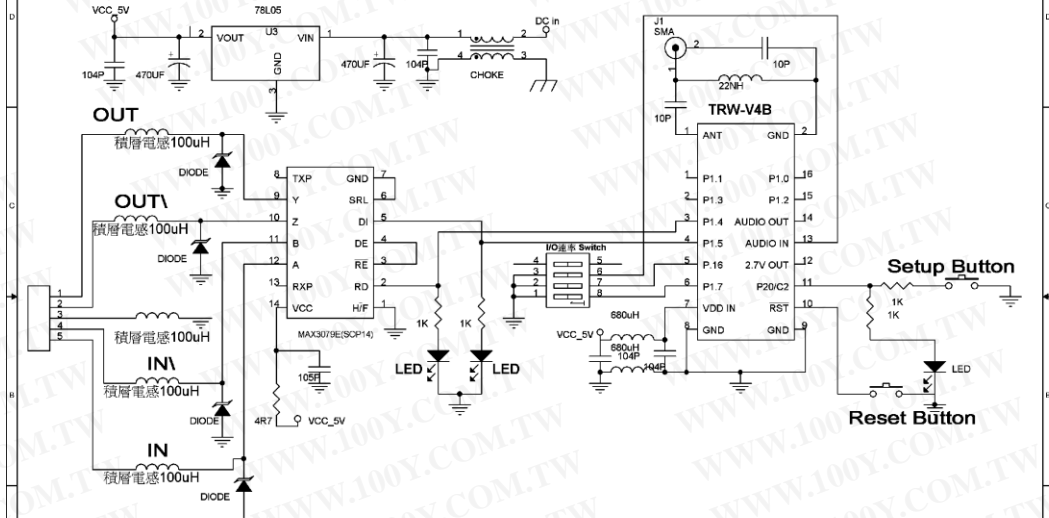 D
D
VCC_5V
78L05
DC in
J1
SMA
2 VOUT U3 VIN 1
GND
3
104P
470UF
470UF
104P
1 2
4 3
CHOKE
2
1
10P
22NH
10P
TRW-V4B
OUT
積層電感100uH
DIODE
OUT\
積層電感100uH
DIODE
8 TXP GND 7
9 Y SRL 6
10 Z DI 5
11 B DE 4
12 A RE 3
13 RXP RD 2
14 VCC H/F 1
MAX3079E(SCP14)
1 ANT GND 2
1 P1.1 P1.0 16
2 P1.3 P1.2 15
3 P1.4 AUDIO OUT 14
4 P1.5 AUDIO IN 13
5 P.16 2.7V OUT 12
6 P1.7 P20/C2 11
7 VDD IN RST 10
8 GND GND 9
I/O速率 Switch
4 5
3 6
2 7
1 8
C
C
1
2
3
4
5
積層電感100uH
IN\
積層電感100uH
DIODE
IN
積層電感100uH
DIODE
105P
4R7
VCC_5V
1K
1K
LED
LED
680uH
VCC_5V
680uH
104P
104P
Setup Button
1K
1K
LED
Reset Button
B
B
WWW.100Y.COM.TW